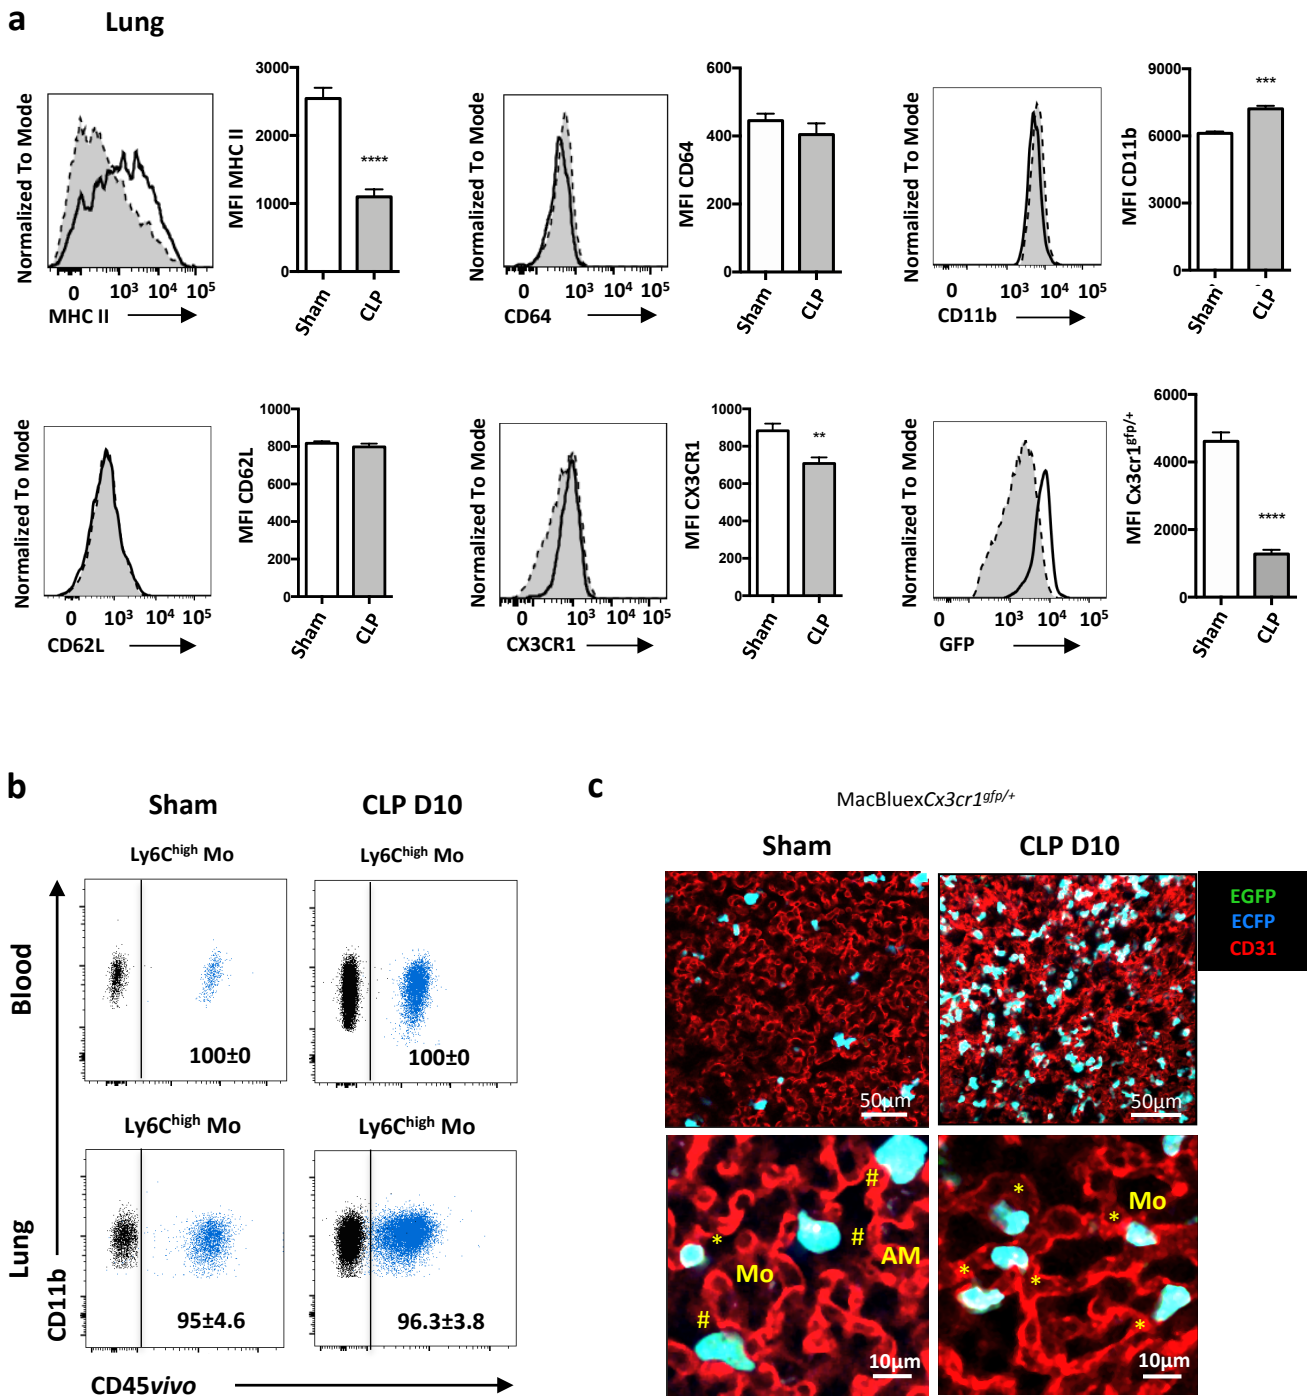 a Lung
Normalized To Mode
0 10³ 10⁴ 10⁵
MHC II
MFI MHC II
3000
2000
1000
0
****
Sham CLP
Normalized To Mode
0 10³ 10⁴ 10⁵
CD64
MFI CD64
600
400
200
0
Sham CLP
Normalized To Mode
0 10³ 10⁴ 10⁵
CD11b
MFI CD11b
9000
6000
3000
0
***
Sham CLP
Normalized To Mode
0 10³ 10⁴ 10⁵
CD62L
MFI CD62L
1000
800
600
400
200
0
Sham CLP
Normalized To Mode
0 10³ 10⁴ 10⁵
CX3CR1
MFI CX3CR1
1000
800
600
400
200
0
**
Sham CLP
Normalized To Mode
0 10³ 10⁴ 10⁵
GFP
MFI Cx3cr1gfp/+
6000
4000
2000
0
****
Sham CLP
b
Sham CLP D10
Ly6Chigh Mo Ly6Chigh Mo
Blood
100±0 100±0
Ly6Chigh Mo Ly6Chigh Mo
Lung
95±4.6 96.3±3.8
CD11b
CD45vivo
c
MacBluexCx3cr1gfp/+
Sham CLP D10
EGFP
ECFP
CD31
50µm 50µm
# * Mo
# *
* AM * *
Mo *
# *
10µm 10µm